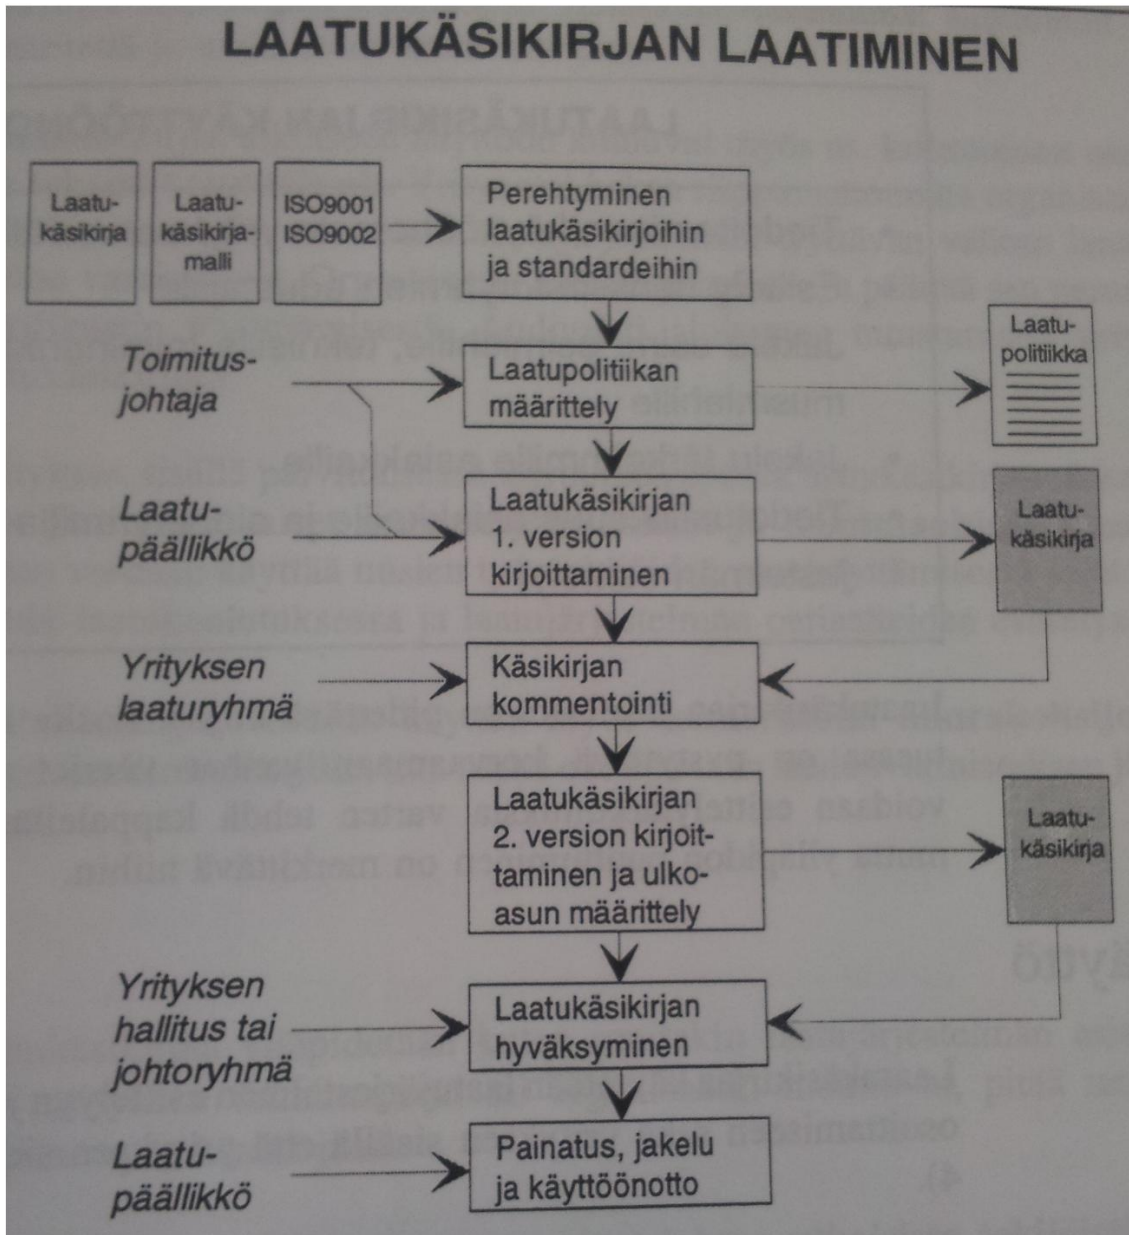 LAATUKÄSIKIRJAN LAATIMINEN
Laatu-
käsikirja
Laatu-
käsikirja-
malli
ISO9001
ISO9002
Perehtyminen
laatukäsikirjoihin
ja standardeihin
Toimitus-
johtaja
Laatupolitiikan
määrittely
Laatu-
politiikka
Laatu-
päällikkö
Laatukäsikirjan
1. version
kirjoittaminen
Laatu-
käsikirja
Yrityksen
laaturyhmä
Käsikirjan
kommentointi
Laatukäsikirjan
2. version kirjoit-
taminen ja ulko-
asun määrittely
Laatu-
käsikirja
Yrityksen
hallitus tai
johtoryhmä
Laatukäsikirjan
hyväksyminen
Laatu-
päällikkö
Painatus, jakelu
ja käyttöönotto